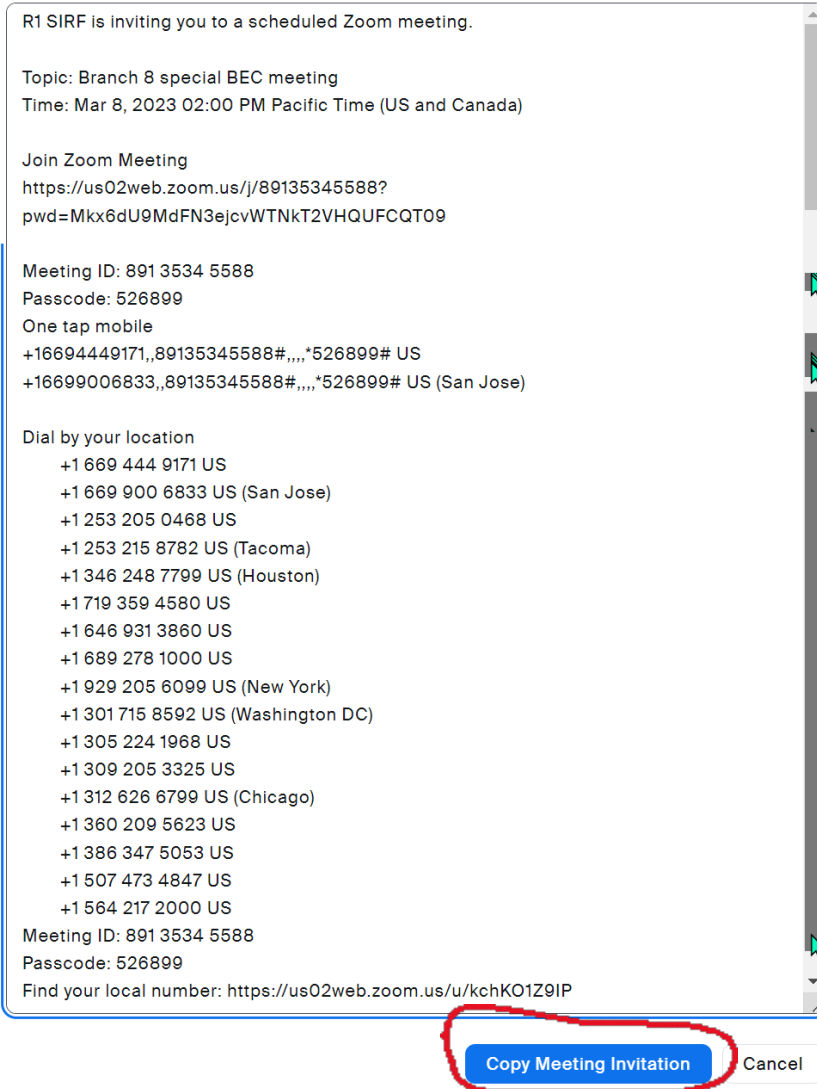 R1 SIRF is inviting you to a scheduled Zoom meeting.
Topic: Branch 8 special BEC meeting
Time: Mar 8, 2023 02:00 PM Pacific Time (US and Canada)
Join Zoom Meeting
https://us02web.zoom.us/j/89135345588?
pwd=Mkx6dU9MdFN3ejcvWTNkT2VHQUFCQT09
Meeting ID: 891 3534 5588
Passcode: 526899
One tap mobile
+16694449171,,89135345588#,,,,*526899# US
+16699006833,,89135345588#,,,,*526899# US (San Jose)
Dial by your location
+1 669 444 9171 US
+1 669 900 6833 US (San Jose)
+1 253 205 0468 US
+1 253 215 8782 US (Tacoma)
+1 346 248 7799 US (Houston)
+1 719 359 4580 US
+1 646 931 3860 US
+1 689 278 1000 US
+1 929 205 6099 US (New York)
+1 301 715 8592 US (Washington DC)
+1 305 224 1968 US
+1 309 205 3325 US
+1 312 626 6799 US (Chicago)
+1 360 209 5623 US
+1 386 347 5053 US
+1 507 473 4847 US
+1 564 217 2000 US
Meeting ID: 891 3534 5588
Passcode: 526899
Find your local number: https://us02web.zoom.us/u/kchKO1Z9IP
Copy Meeting Invitation Cancel